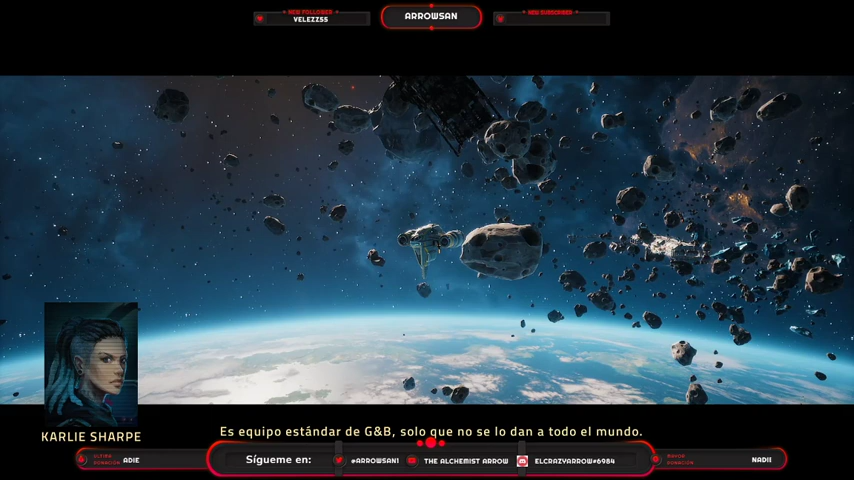 NEW FOLLOWER
VELEZZSS
ARROWSAN
NEW SUBSCRIBER
KARLIE SHARPE
Es equipo estándar de G&B, solo que no se lo dan a todo el mundo.
ÚLTIMA DONACIÓN
ADIE
Sígueme en:
@ARROWSAN1
THE ALCHEMIST ARROW
ELCRAZYARROW#6984
MAYOR DONACIÓN
NADII